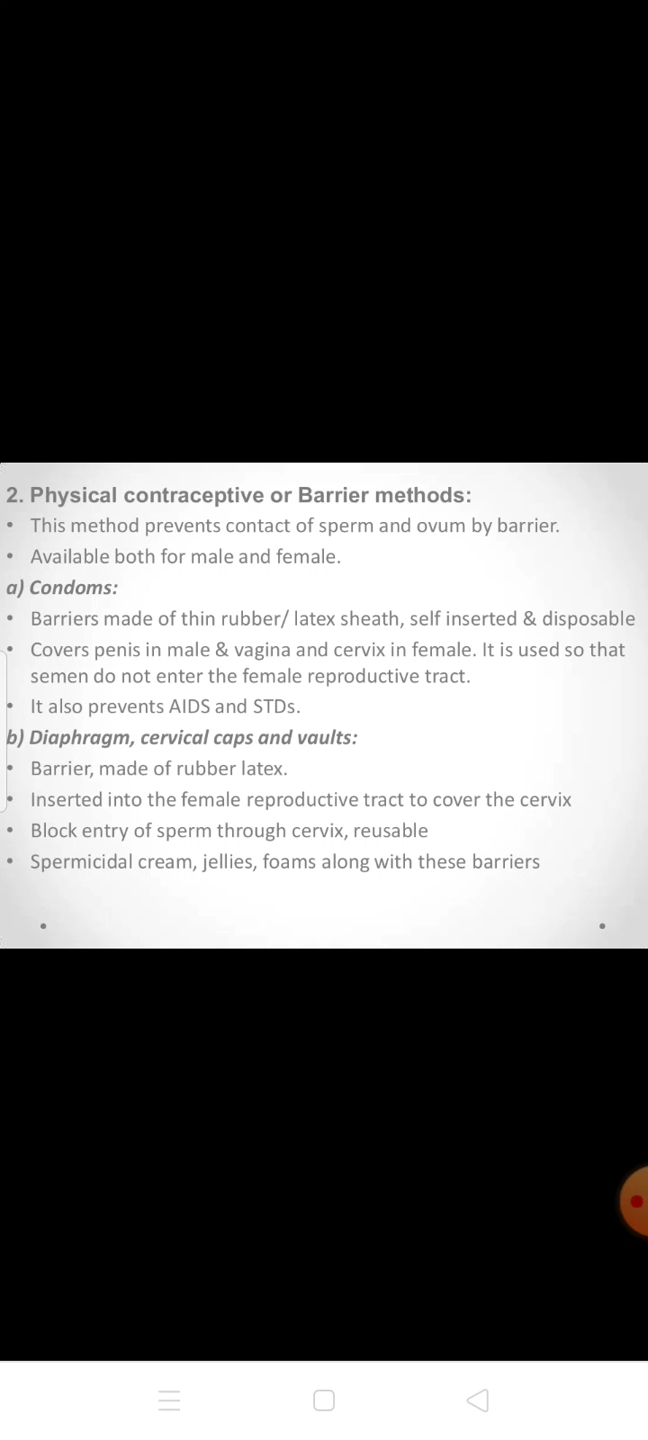 2. Physical contraceptive or Barrier methods:
• This method prevents contact of sperm and ovum by barrier.
• Available both for male and female.
a) Condoms:
• Barriers made of thin rubber/ latex sheath, self inserted & disposable
• Covers penis in male & vagina and cervix in female. It is used so that
semen do not enter the female reproductive tract.
• It also prevents AIDS and STDs.
b) Diaphragm, cervical caps and vaults:
• Barrier, made of rubber latex.
• Inserted into the female reproductive tract to cover the cervix
• Block entry of sperm through cervix, reusable
• Spermicidal cream, jellies, foams along with these barriers